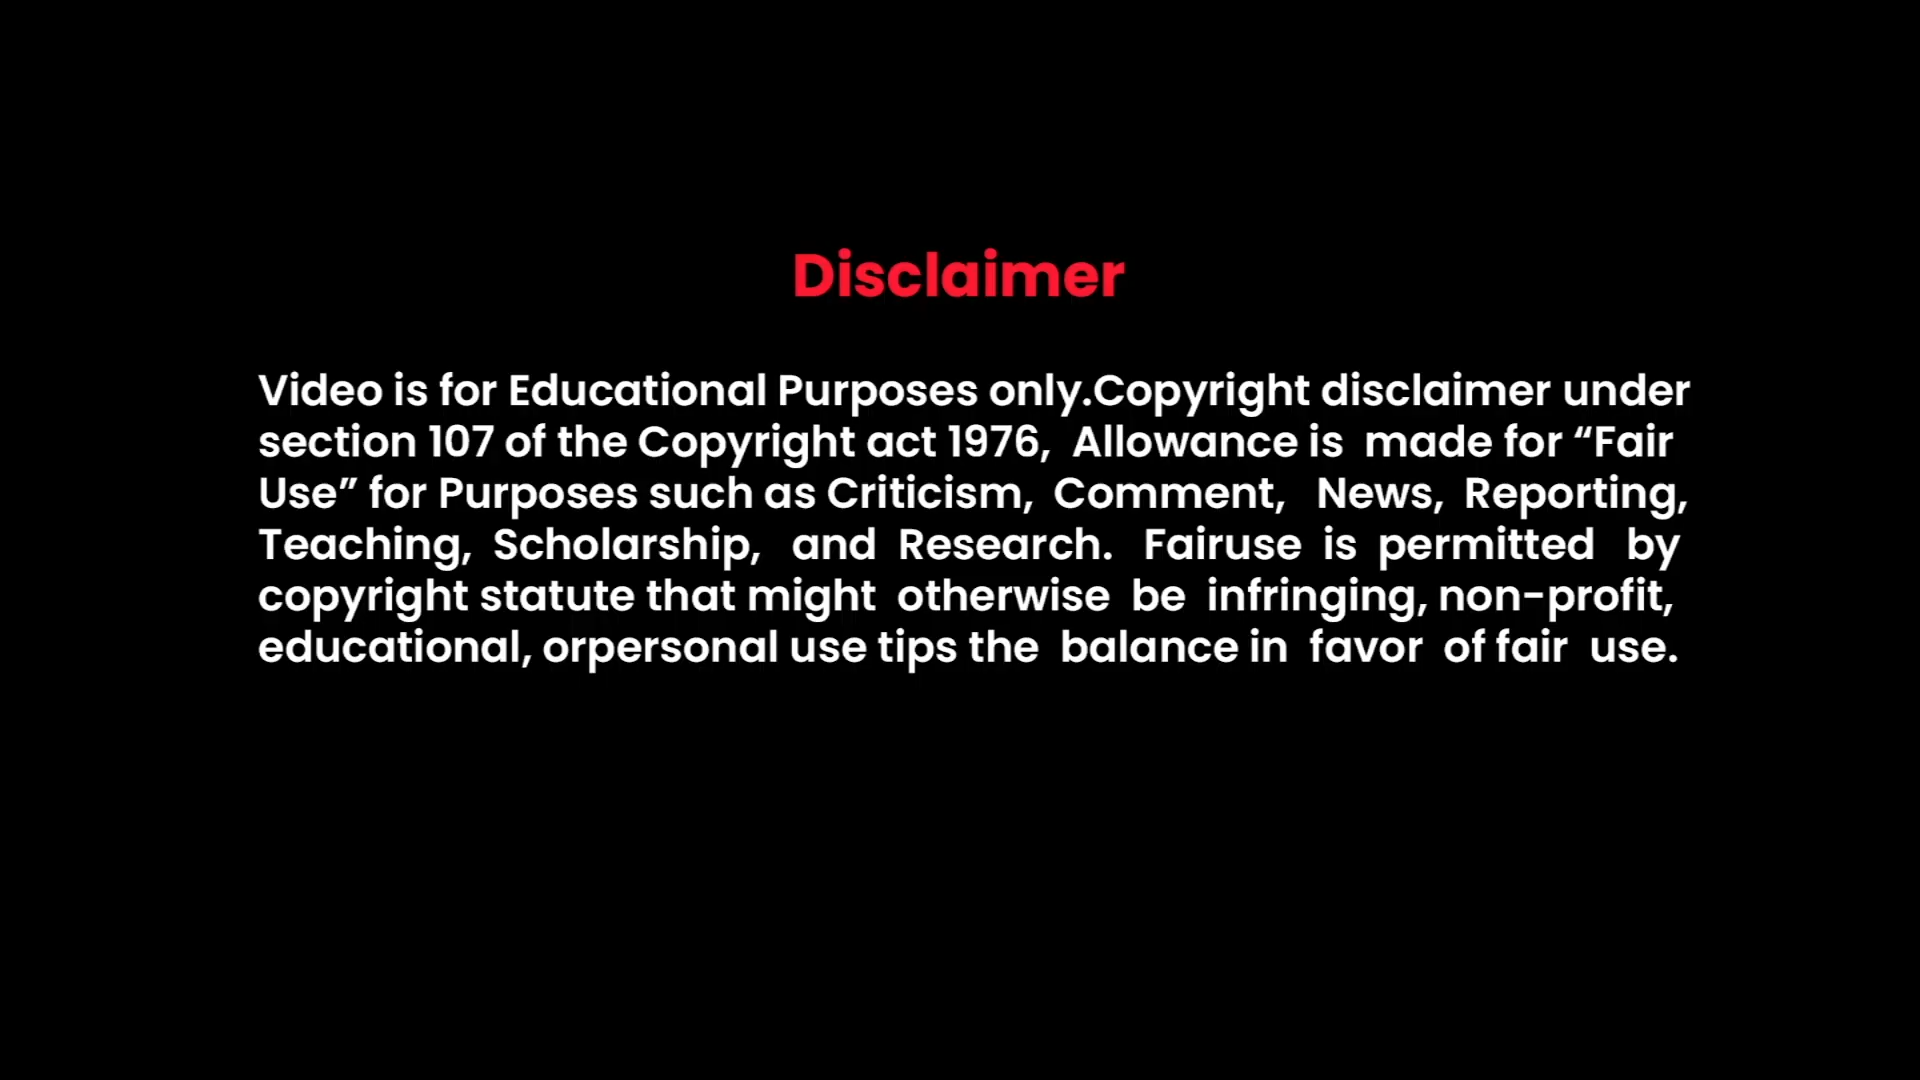 Disclaimer
Video is for Educational Purposes only.Copyright disclaimer under
section 107 of the Copyright act 1976, Allowance is made for “Fair
Use” for Purposes such as Criticism, Comment, News, Reporting,
Teaching, Scholarship, and Research. Fairuse is permitted by
copyright statute that might otherwise be infringing, non-profit,
educational, orpersonal use tips the balance in favor of fair use.